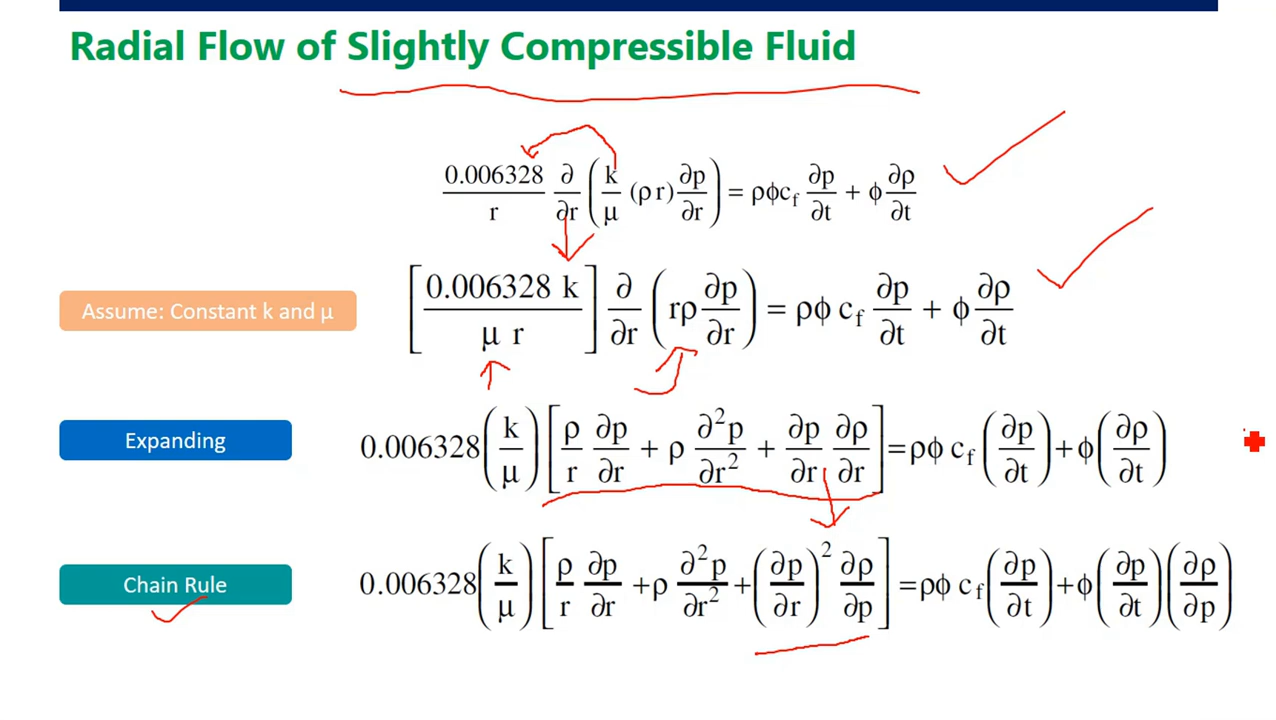 Radial Flow of Slightly Compressible Fluid
0.006328/r ∂/∂r (k/μ (ρ r) ∂p/∂r) = ρϕc_f ∂p/∂t + ϕ ∂ρ/∂t
Assume: Constant k and μ
[0.006328 k / μ r] ∂/∂r (rρ ∂p/∂r) = ρϕ c_f ∂p/∂t + ϕ ∂ρ/∂t
Expanding
0.006328 (k/μ) [ρ/r ∂p/∂r + ρ ∂²p/∂r² + ∂p/∂r ∂ρ/∂r] = ρϕ c_f (∂p/∂t) + ϕ (∂ρ/∂t)
Chain Rule
0.006328 (k/μ) [ρ/r ∂p/∂r + ρ ∂²p/∂r² + (∂p/∂r)² ∂ρ/∂p] = ρϕ c_f (∂p/∂t) + ϕ (∂p/∂t) (∂ρ/∂p)